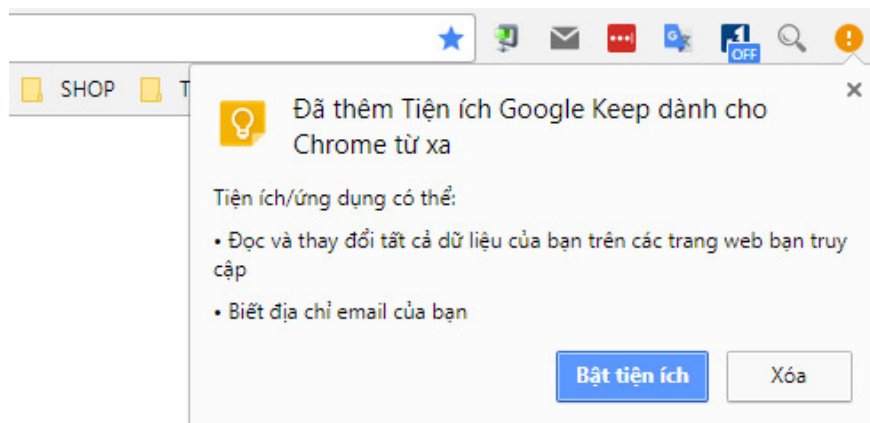 OFF
SHOP T
Đã thêm Tiện ích Google Keep dành cho
Chrome từ xa
Tiện ích/ứng dụng có thể:
• Đọc và thay đổi tất cả dữ liệu của bạn trên các trang web bạn truy
cập
• Biết địa chỉ email của bạn
Bật tiện ích Xóa